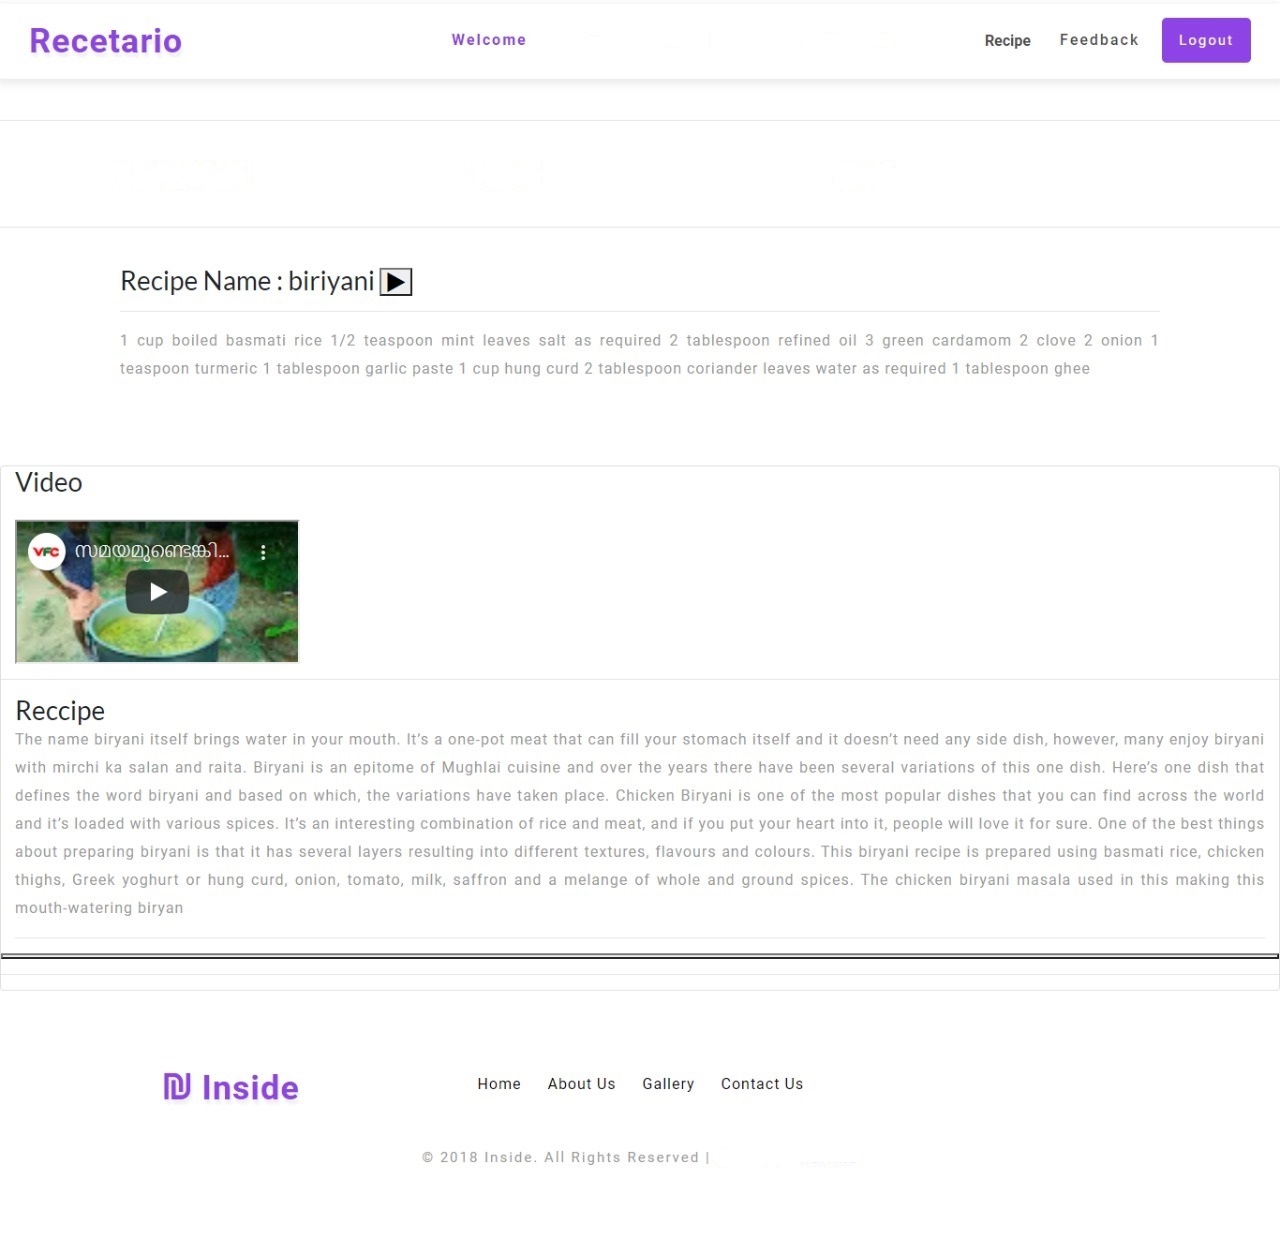 Recetario
Welcome
Recipe
Feedback
Logout
Recipe Name : biriyani
1 cup boiled basmati rice 1/2 teaspoon mint leaves salt as required 2 tablespoon refined oil 3 green cardamom 2 clove 2 onion 1
teaspoon turmeric 1 tablespoon garlic paste 1 cup hung curd 2 tablespoon coriander leaves water as required 1 tablespoon ghee
Video
VFC സമയമുണ്ടെങ്കി...
Reccipe
The name biryani itself brings water in your mouth. It’s a one-pot meat that can fill your stomach itself and it doesn’t need any side dish, however, many enjoy biryani
with mirchi ka salan and raita. Biryani is an epitome of Mughlai cuisine and over the years there have been several variations of this one dish. Here’s one dish that
defines the word biryani and based on which, the variations have taken place. Chicken Biryani is one of the most popular dishes that you can find across the world
and it’s loaded with various spices. It’s an interesting combination of rice and meat, and if you put your heart into it, people will love it for sure. One of the best things
about preparing biryani is that it has several layers resulting into different textures, flavours and colours. This biryani recipe is prepared using basmati rice, chicken
thighs, Greek yoghurt or hung curd, onion, tomato, milk, saffron and a melange of whole and ground spices. The chicken biryani masala used in this making this
mouth-watering biryan
₪ Inside
Home
About Us
Gallery
Contact Us
© 2018 Inside. All Rights Reserved |